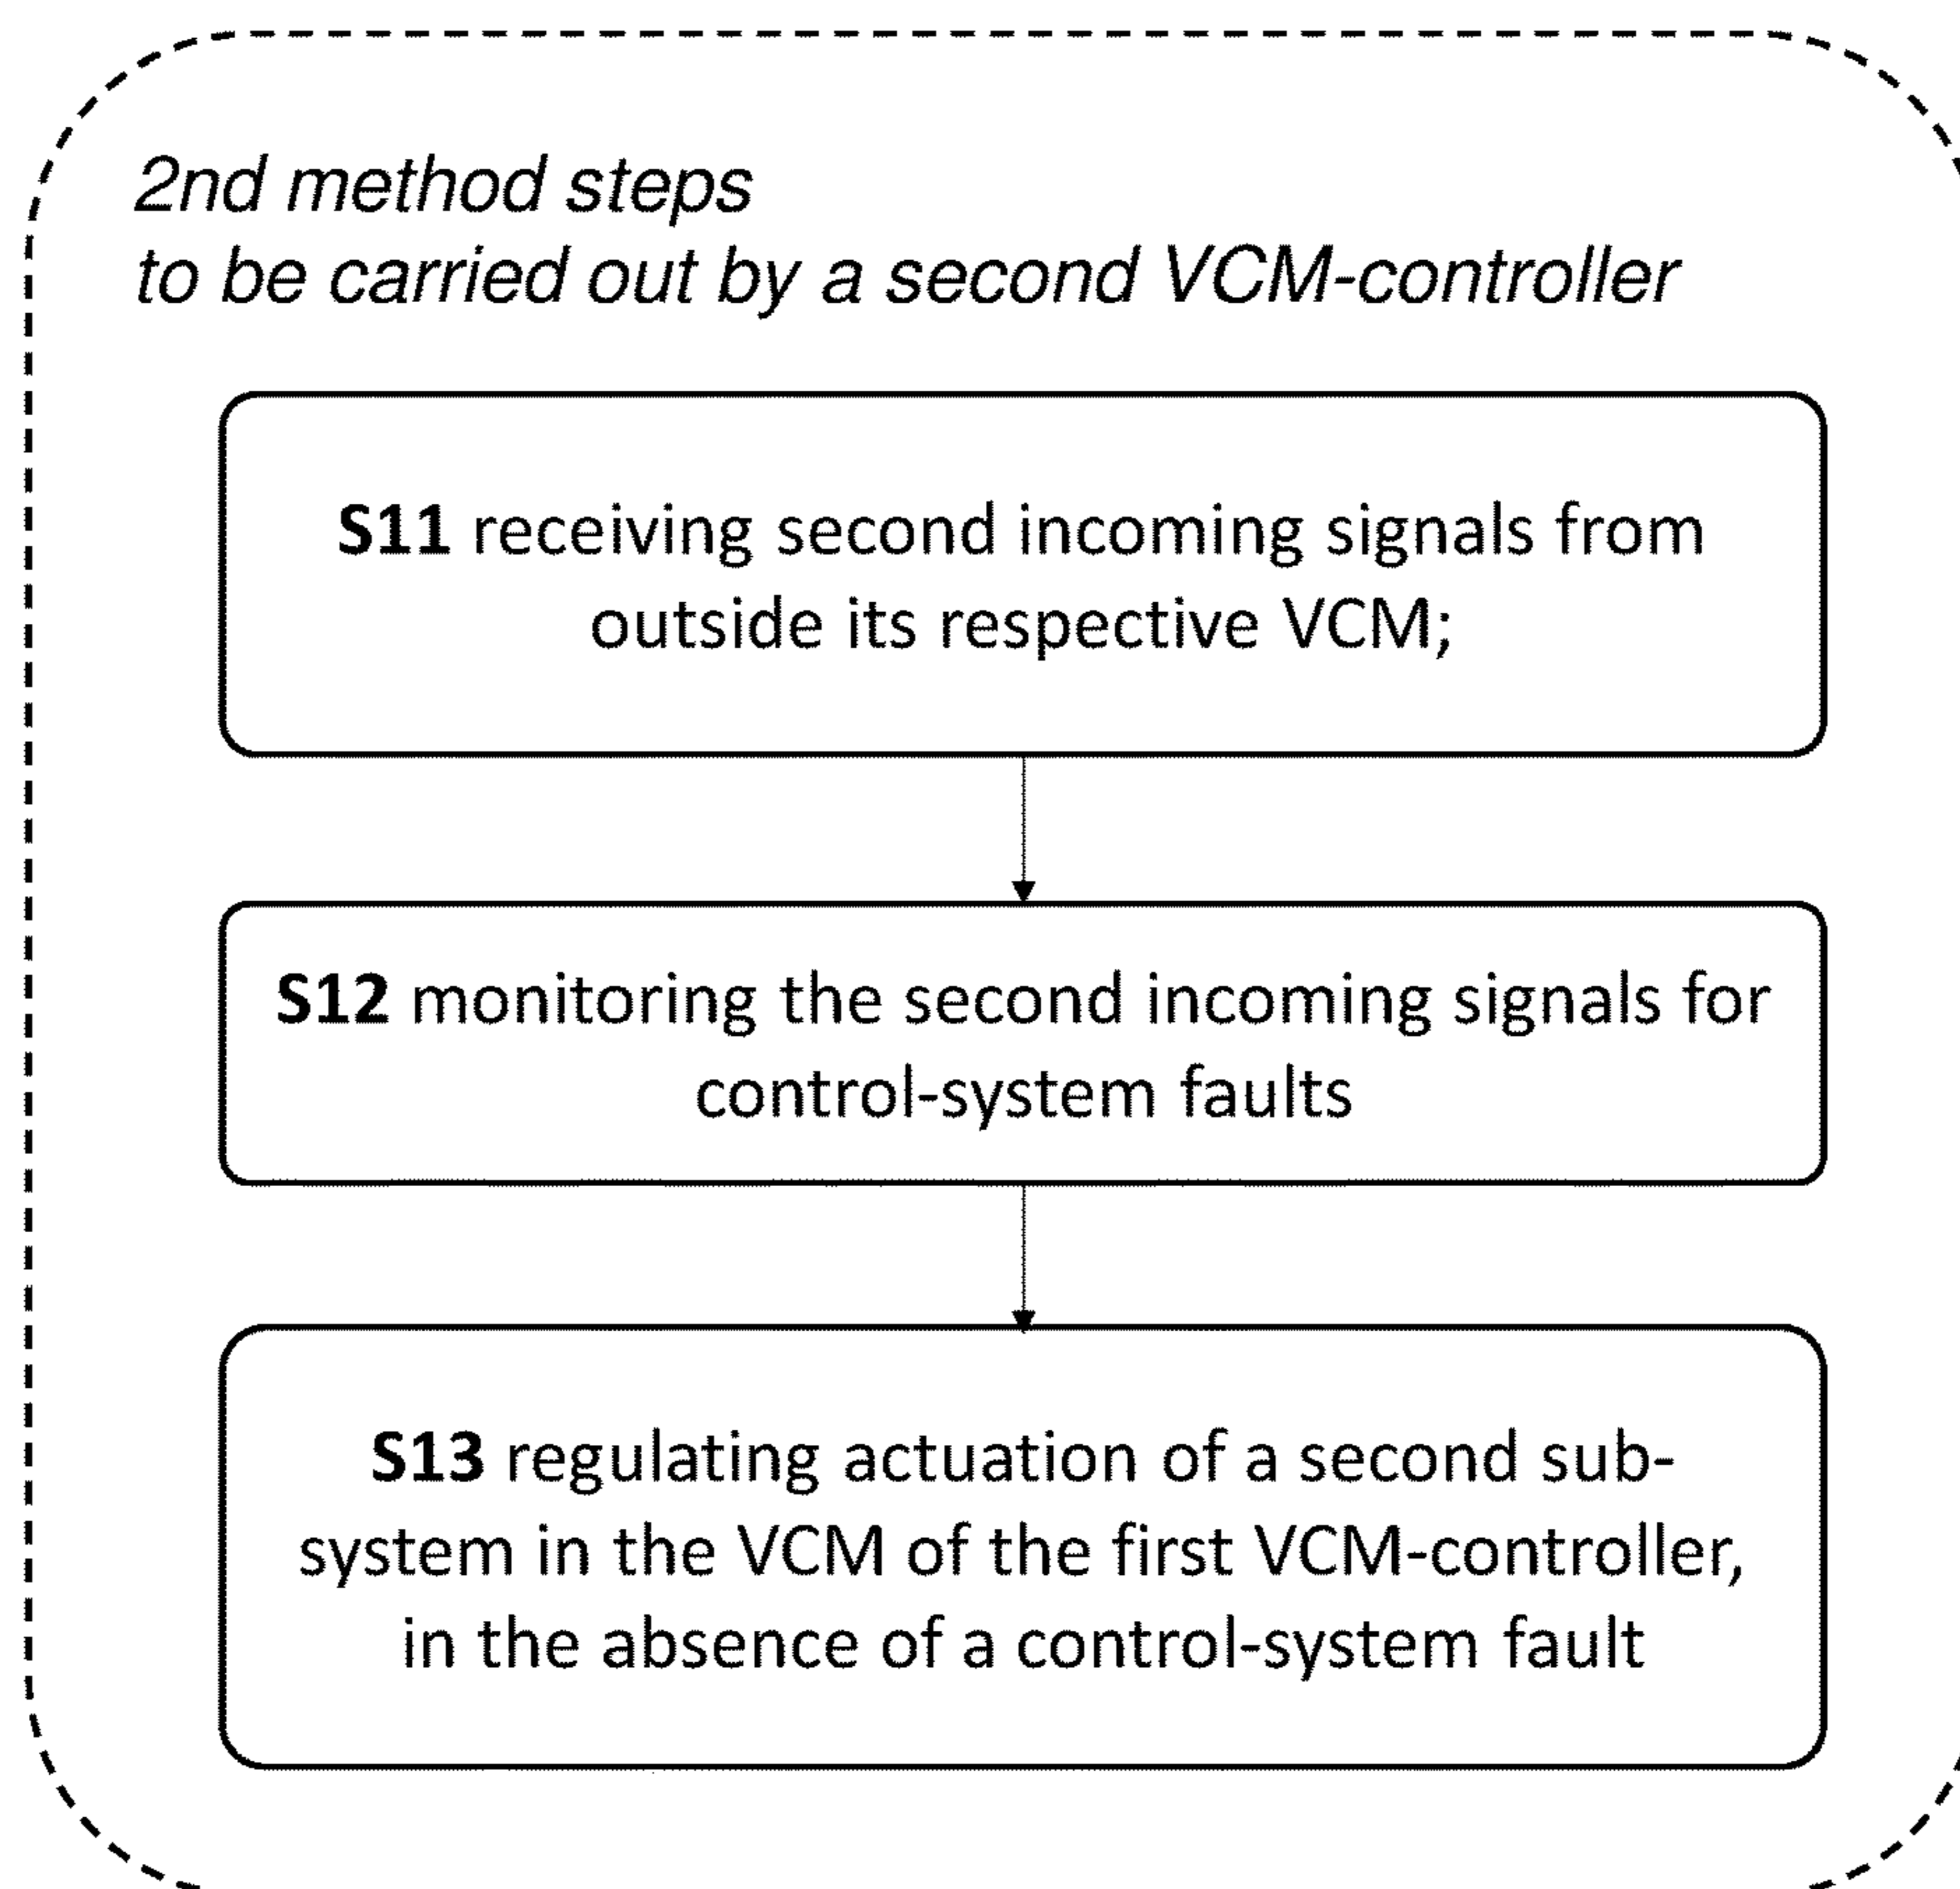 2nd method steps
to be carried out by a second VCM-controller
S11 receiving second incoming signals from
outside its respective VCM;
S12 monitoring the second incoming signals for
control-system faults
S13 regulating actuation of a second sub-
system in the VCM of the first VCM-controller,
in the absence of a control-system fault